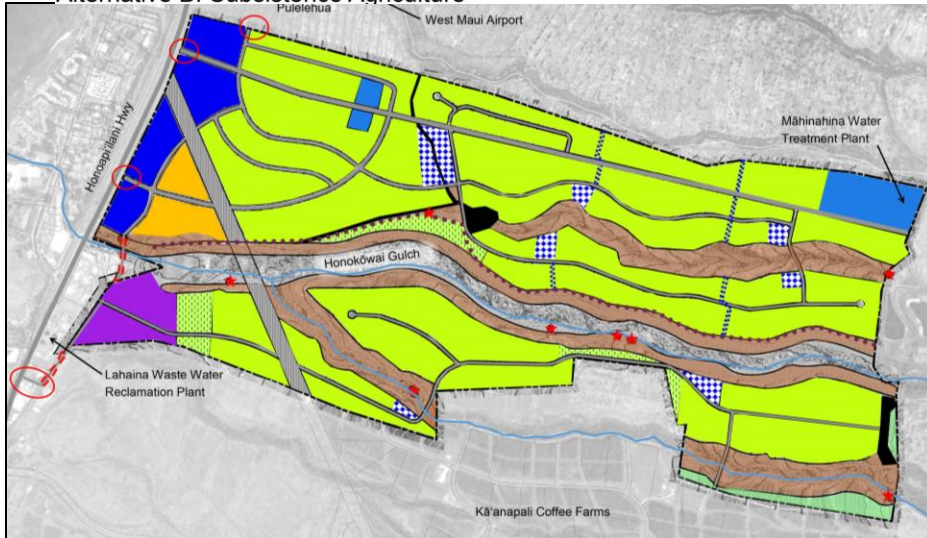 Alternative Subsistence Agriculture
Pulelehua
West Maui Airport
Honoapiʻilani Hwy
Māhinahina Water
Treatment Plant
Honokōwai Gulch
Lahaina Waste Water
Reclamation Plant
Kāʻanapali Coffee Farms